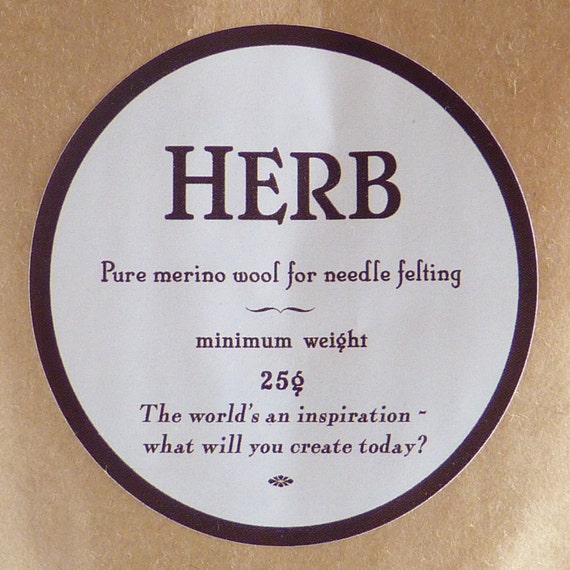 HERB
Pure merino wool for needle felting
minimum weight
25g
The world's an inspiration ~
what will you create today?